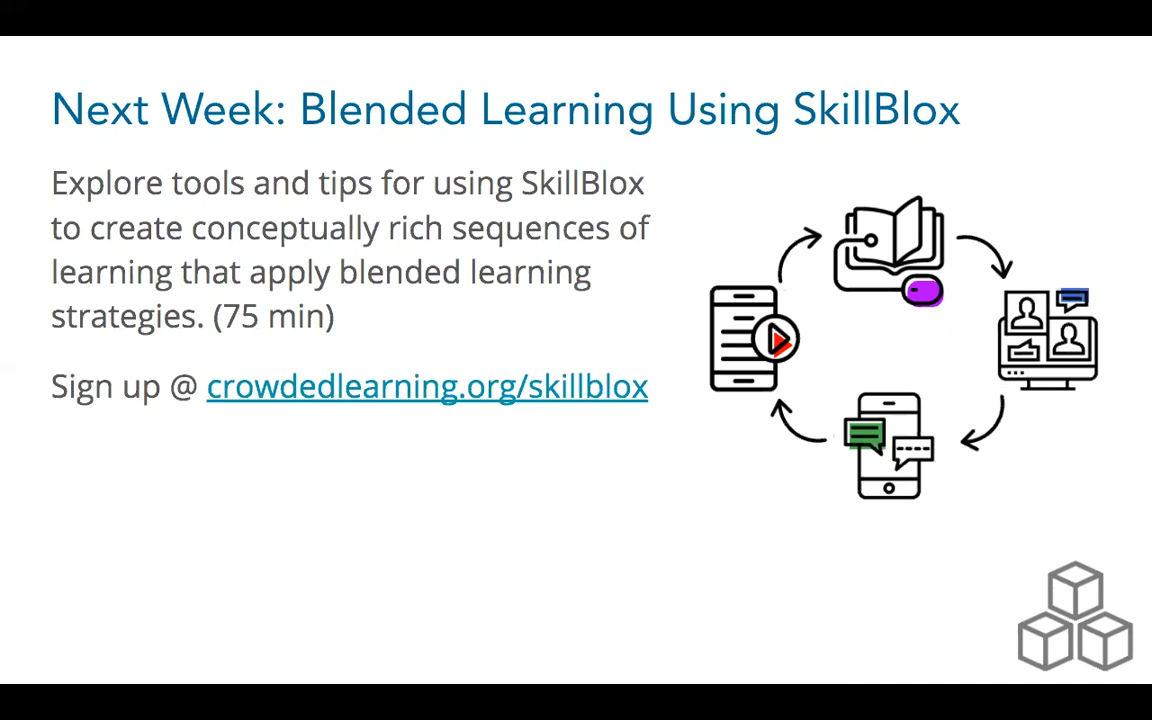 Next Week: Blended Learning Using SkillBlox
Explore tools and tips for using SkillBlox
to create conceptually rich sequences of
learning that apply blended learning
strategies. (75 min)
Sign up @ crowdedlearning.org/skillblox